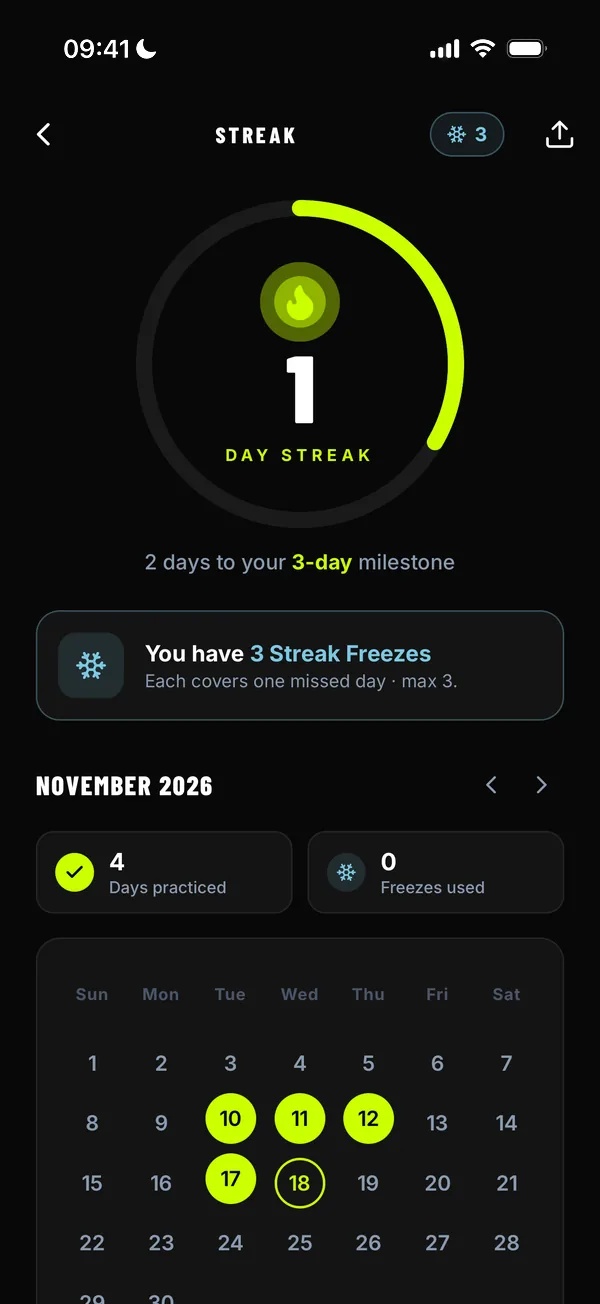 09:41
STREAK
3
1
DAY STREAK
2 days to your 3-day milestone
You have 3 Streak Freezes
Each covers one missed day · max 3.
NOVEMBER 2026
4
Days practiced
0
Freezes used
Sun Mon Tue Wed Thu Fri Sat
1 2 3 4 5 6 7
8 9 10 11 12 13 14
15 16 17 18 19 20 21
22 23 24 25 26 27 28
29 30